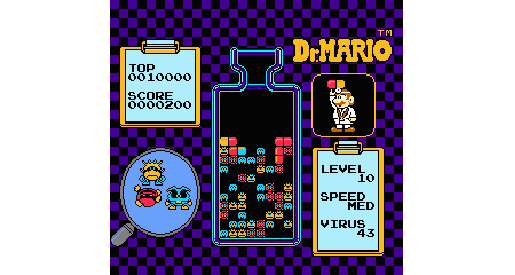 Dr. MARIO TM
TOP
0010000
SCORE
0000200
LEVEL
10
SPEED
MED
VIRUS
43